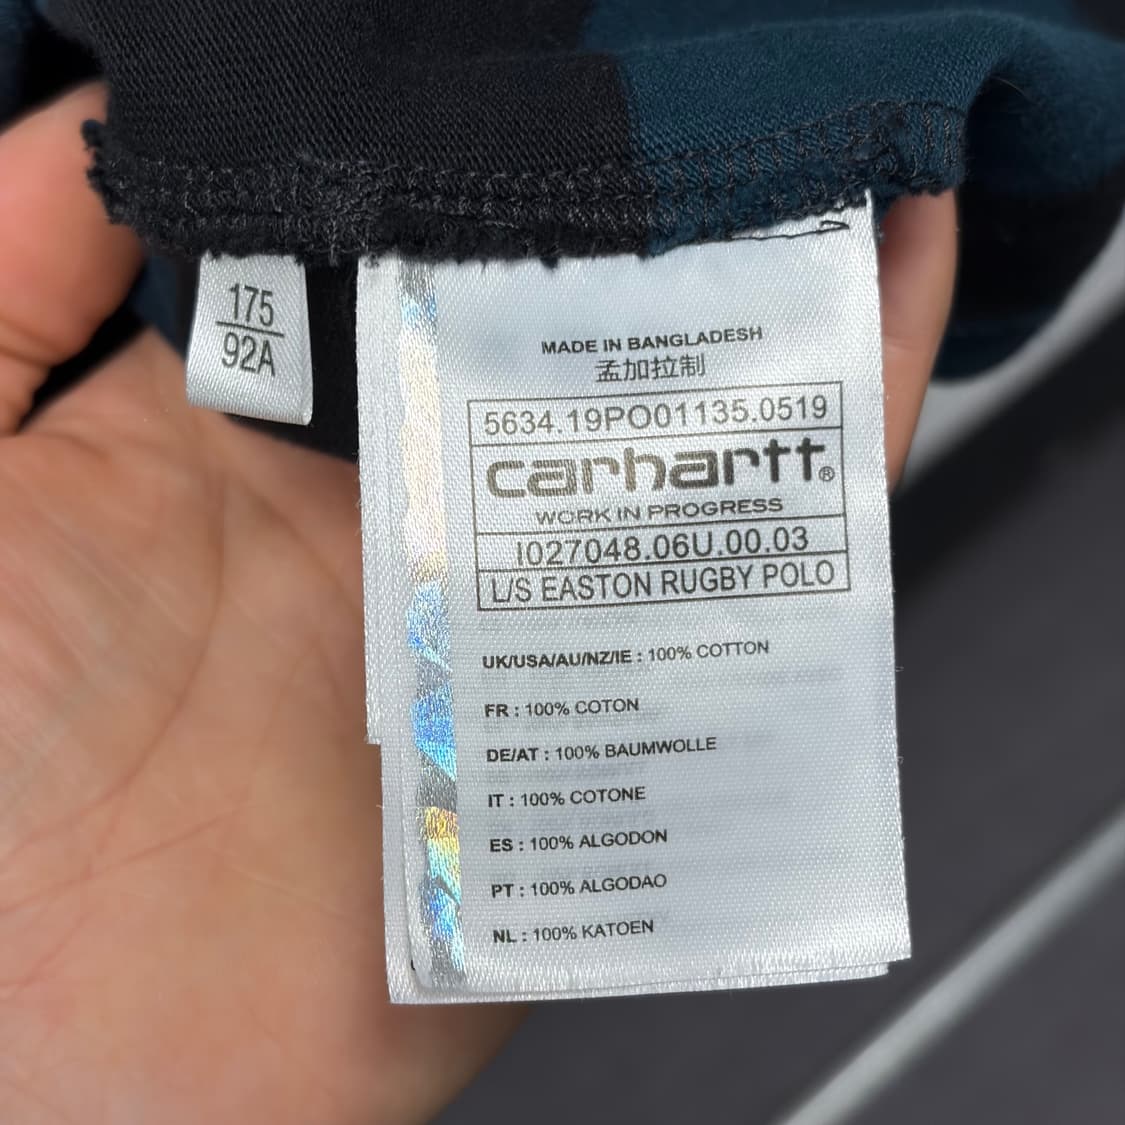 175
92A
MADE IN BANGLADESH
孟加拉制
5634.19PO01135.0519
carhartt®
WORK IN PROGRESS
I027048.06U.00.03
L/S EASTON RUGBY POLO
UK/USA/AU/NZ/IE : 100% COTTON
FR : 100% COTON
DE/AT : 100% BAUMWOLLE
IT : 100% COTONE
ES : 100% ALGODON
PT : 100% ALGODAO
NL : 100% KATOEN